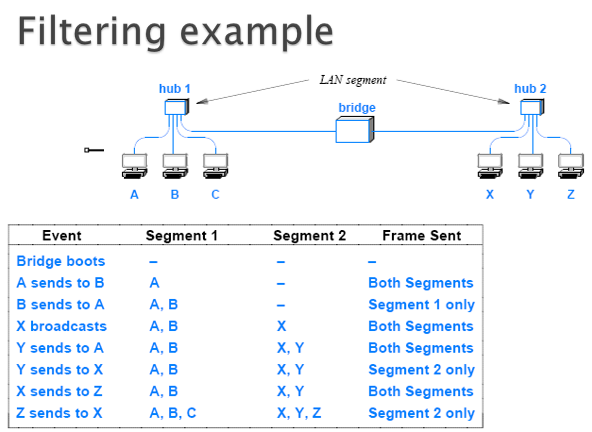 Filtering example
LAN segment
hub 1
hub 2
bridge
A B C X Y Z
Event Segment 1 Segment 2 Frame Sent
Bridge boots – – –
A sends to B A – Both Segments
B sends to A A, B – Segment 1 only
X broadcasts A, B X Both Segments
Y sends to A A, B X, Y Both Segments
Y sends to X A, B X, Y Segment 2 only
X sends to Z A, B X, Y Both Segments
Z sends to X A, B, C X, Y, Z Segment 2 only